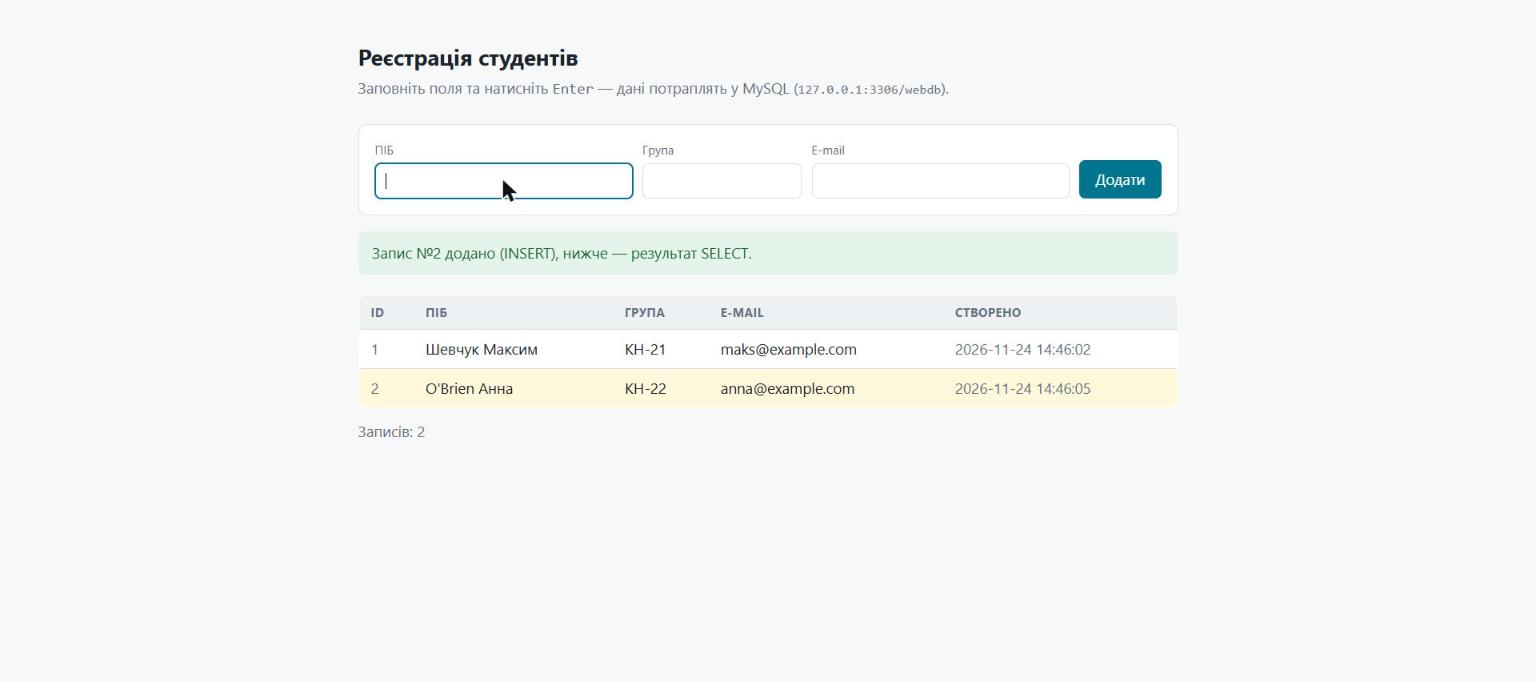 Реєстрація студентів
Заповніть поля та натисніть Enter — дані потраплять у MySQL (127.0.0.1:3306/webdb).
ПІБ Група E-mail
Додати
Запис №2 додано (INSERT), нижче — результат SELECT.
ID ПІБ ГРУПА E-MAIL СТВОРЕНО
1 Шевчук Максим КН-21 maks@example.com 2026-11-24 14:46:02
2 O'Brien Анна КН-22 anna@example.com 2026-11-24 14:46:05
Записів: 2